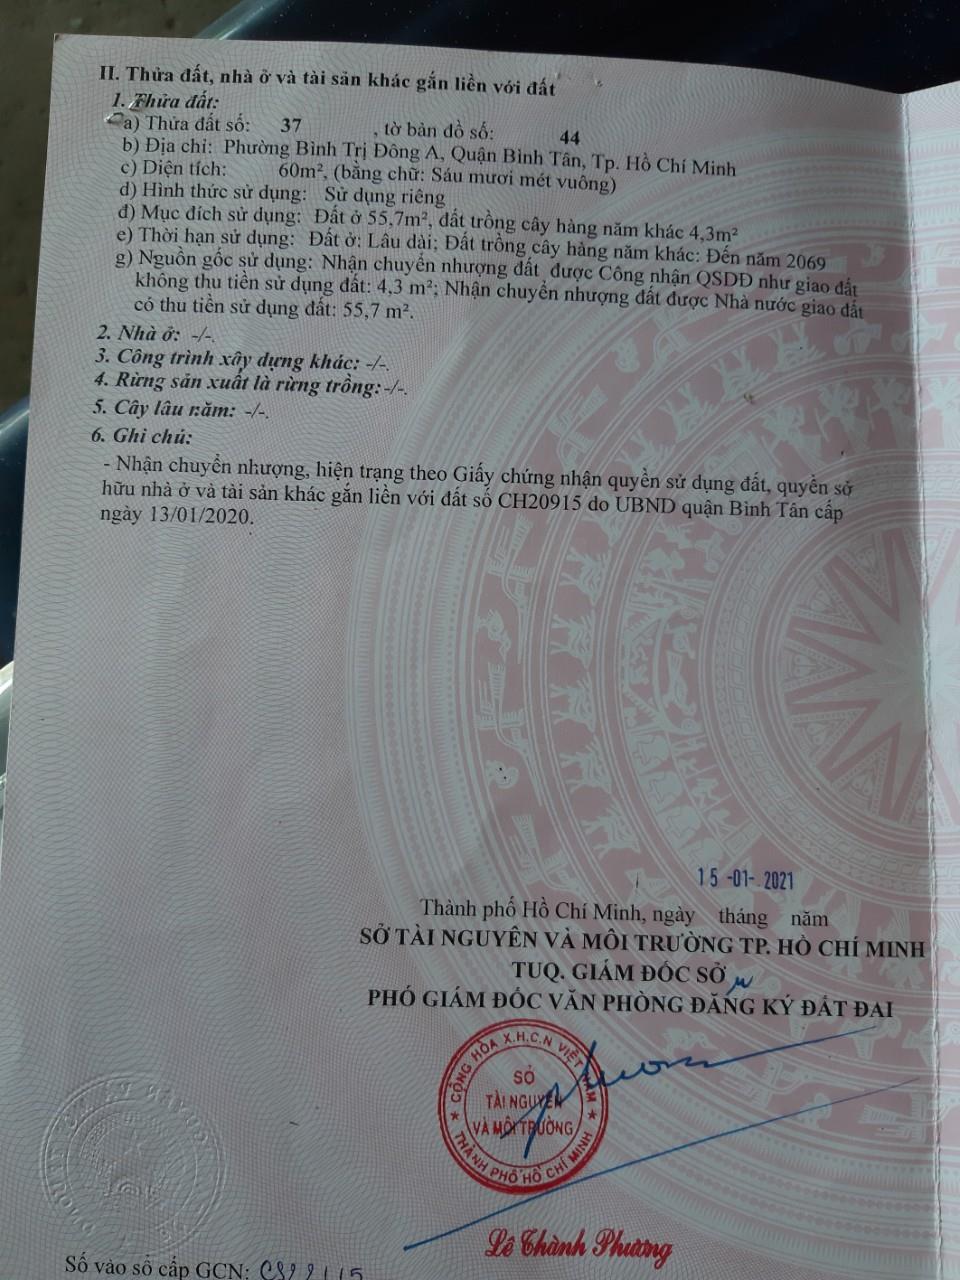 II. Thửa đất, nhà ở và tài sản khác gắn liền với đất
1. Thửa đất:
a) Thửa đất số: 37 , tờ bản đồ số: 44
b) Địa chỉ: Phường Bình Trị Đông A, Quận Bình Tân, Tp. Hồ Chí Minh
c) Diện tích: 60m², (bằng chữ: Sáu mươi mét vuông)
d) Hình thức sử dụng: Sử dụng riêng
đ) Mục đích sử dụng: Đất ở 55,7m², đất trồng cây hàng năm khác 4,3m²
e) Thời hạn sử dụng: Đất ở: Lâu dài; Đất trồng cây hàng năm khác: Đến năm 2069
g) Nguồn gốc sử dụng: Nhận chuyển nhượng đất được Công nhận QSDĐ như giao đất
không thu tiền sử dụng đất: 4,3 m²; Nhận chuyển nhượng đất được Nhà nước giao đất
có thu tiền sử dụng đất: 55,7 m².
2. Nhà ở: -/-.
3. Công trình xây dựng khác: -/-.
4. Rừng sản xuất là rừng trồng: -/-.
5. Cây lâu năm: -/-.
6. Ghi chú:
- Nhận chuyển nhượng, hiện trạng theo Giấy chứng nhận quyền sử dụng đất, quyền sở
hữu nhà ở và tài sản khác gắn liền với đất số CH20915 do UBND quận Bình Tân cấp
ngày 13/01/2020.
15 -01-. 2021
Thành phố Hồ Chí Minh, ngày tháng năm
SỞ TÀI NGUYÊN VÀ MÔI TRƯỜNG TP. HỒ CHÍ MINH
TUQ. GIÁM ĐỐC SỞ
PHÓ GIÁM ĐỐC VĂN PHÒNG ĐĂNG KÝ ĐẤT ĐAI
CỘNG HÒA X.H.C.N VIỆT NAM
SỞ
TÀI NGUYÊN
VÀ MÔI TRƯỜNG
THÀNH PHỐ HỒ CHÍ MINH
Lê Thành Phương
Số vào sổ cấp GCN: